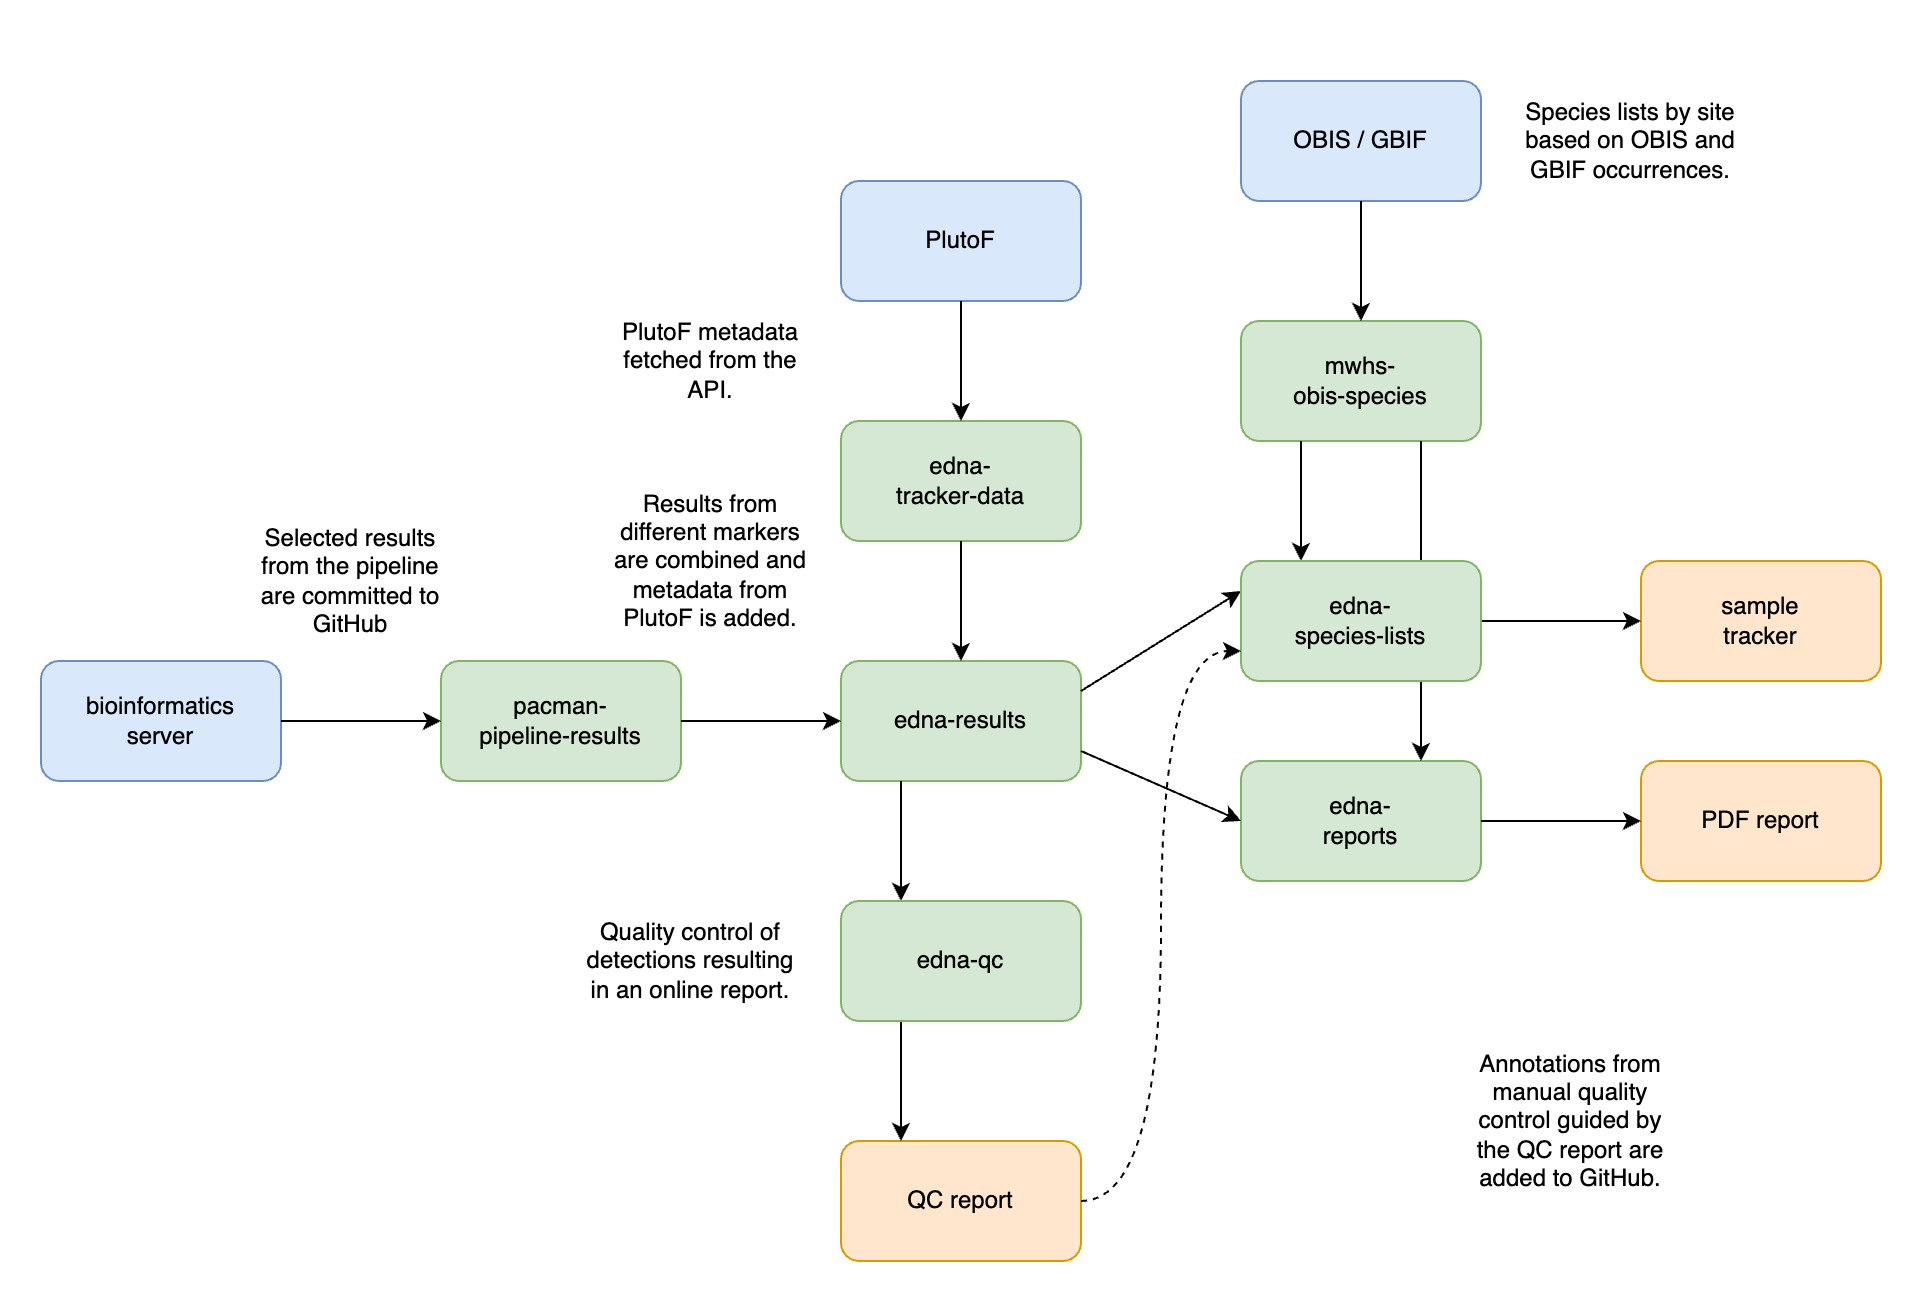 OBIS / GBIF
Species lists by site
based on OBIS and
GBIF occurrences.
PlutoF
PlutoF metadata
fetched from the
API.
mwhs-
obis-species
edna-
tracker-data
Results from
different markers
are combined and
metadata from
PlutoF is added.
Selected results
from the pipeline
are committed to
GitHub
edna-
species-lists
sample
tracker
bioinformatics
server
pacman-
pipeline-results
edna-results
edna-
reports
PDF report
Quality control of
detections resulting
in an online report.
edna-qc
Annotations from
manual quality
control guided by
the QC report are
added to GitHub.
QC report